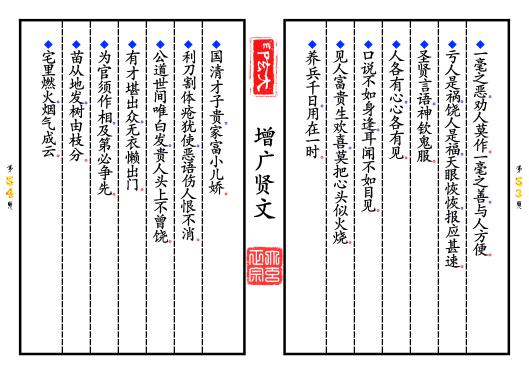 一毫之恶劝人莫作一毫之善与人方便
亏人是祸饶人是福天眼恢恢报应甚速
圣贤言语神钦鬼服
人各有心心各有见
口说不如身逢耳闻不如目见
见人富贵生欢喜莫把心头似火烧
养兵千日用在一时
第53页
增广贤文
国清才子贵家富小儿娇
利刀割体疮犹使恶语伤人恨不消
公道世间唯白发贵人头上不曾饶
有才堪出众无衣懒出门
为官须作相及第必争先
苗从地发树由枝分
宅里燃火烟气成云
第54页